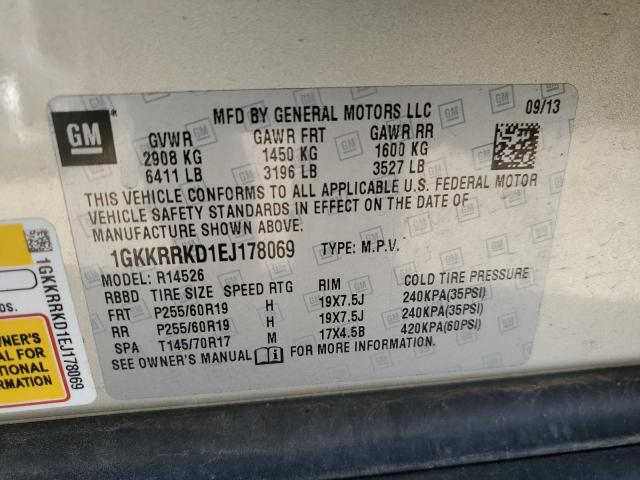 GM
MFD BY GENERAL MOTORS LLC
09/13
GVWR GAWR FRT GAWR RR
2908 KG 1450 KG 1600 KG
6411 LB 3196 LB 3527 LB
THIS VEHICLE CONFORMS TO ALL APPLICABLE U.S. FEDERAL MOTOR
VEHICLE SAFETY STANDARDS IN EFFECT ON THE DATE OF
MANUFACTURE SHOWN ABOVE.
1GKKRRKD1EJ178069 TYPE: M.P.V.
MODEL: R14526
RBBD TIRE SIZE SPEED RTG RIM COLD TIRE PRESSURE
FRT P255/60R19 H 19X7.5J 240KPA(35PSI)
RR P255/60R19 H 19X7.5J 240KPA(35PSI)
SPA T145/70R17 M 17X4.5B 420KPA(60PSI)
SEE OWNER'S MANUAL FOR MORE INFORMATION.
1GKKRRKD1EJ178069
OWNER'S
AL FOR
TIONAL
MATION